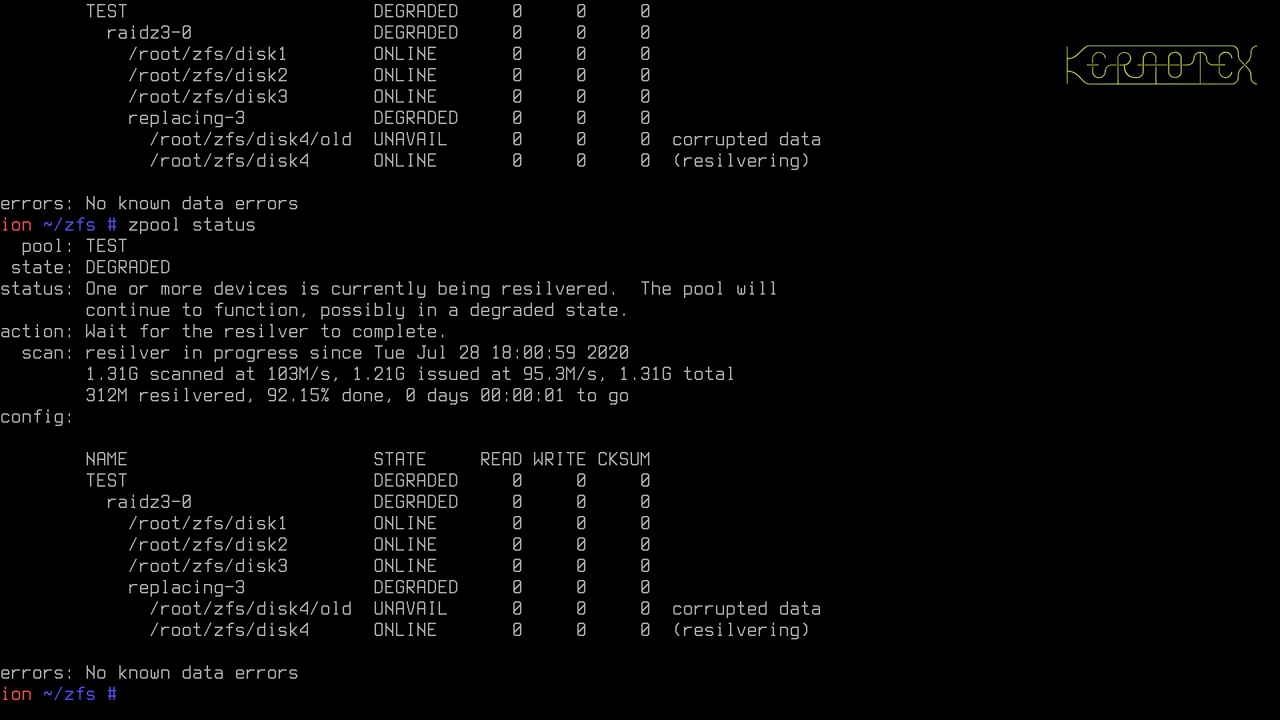 TEST DEGRADED 0 0 0
raidz3-0 DEGRADED 0 0 0
/root/zfs/disk1 ONLINE 0 0 0
/root/zfs/disk2 ONLINE 0 0 0
/root/zfs/disk3 ONLINE 0 0 0
replacing-3 DEGRADED 0 0 0
/root/zfs/disk4/old UNAVAIL 0 0 0 corrupted data
/root/zfs/disk4 ONLINE 0 0 0 (resilvering)
KERAOTEX
errors: No known data errors
ion ~/zfs # zpool status
pool: TEST
state: DEGRADED
status: One or more devices is currently being resilvered. The pool will
continue to function, possibly in a degraded state.
action: Wait for the resilver to complete.
scan: resilver in progress since Tue Jul 28 18:00:59 2020
1.31G scanned at 103M/s, 1.21G issued at 95.3M/s, 1.31G total
312M resilvered, 92.15% done, 0 days 00:00:01 to go
config:
NAME STATE READ WRITE CKSUM
TEST DEGRADED 0 0 0
raidz3-0 DEGRADED 0 0 0
/root/zfs/disk1 ONLINE 0 0 0
/root/zfs/disk2 ONLINE 0 0 0
/root/zfs/disk3 ONLINE 0 0 0
replacing-3 DEGRADED 0 0 0
/root/zfs/disk4/old UNAVAIL 0 0 0 corrupted data
/root/zfs/disk4 ONLINE 0 0 0 (resilvering)
errors: No known data errors
ion ~/zfs #